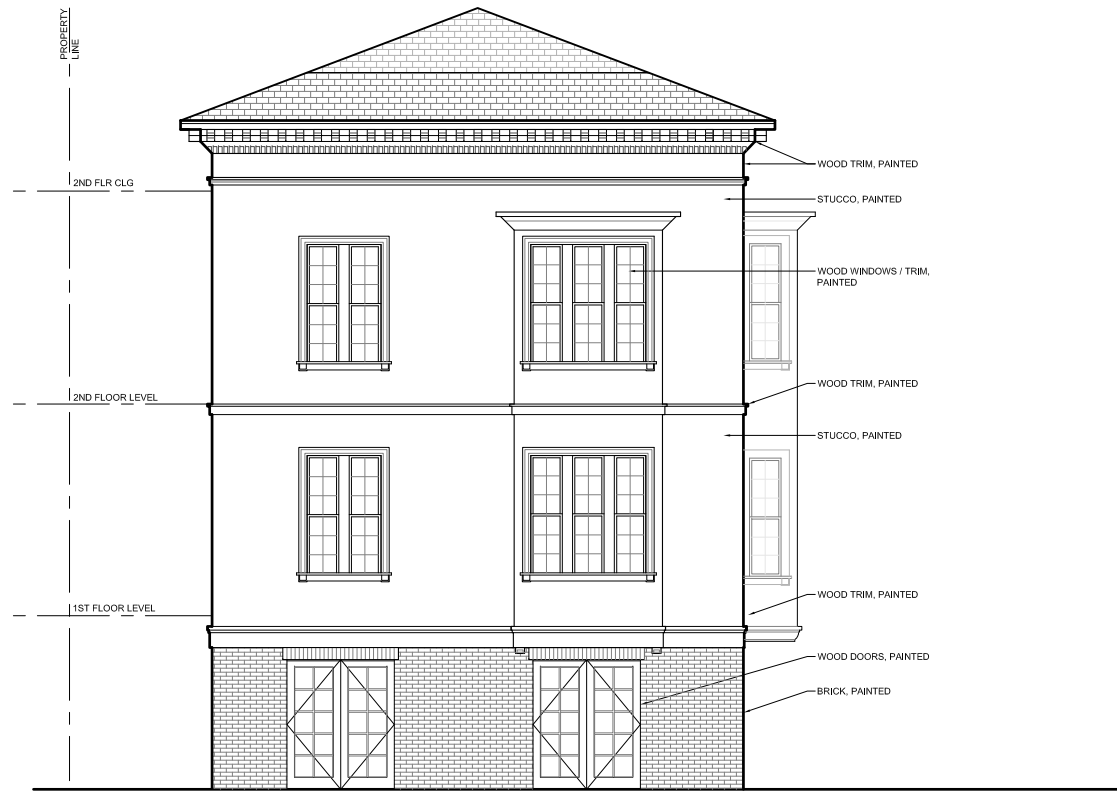 PROPERTY
LINE
WOOD TRIM, PAINTED
2ND FLR CLG
STUCCO, PAINTED
WOOD WINDOWS / TRIM,
PAINTED
WOOD TRIM, PAINTED
2ND FLOOR LEVEL
STUCCO, PAINTED
WOOD TRIM, PAINTED
1ST FLOOR LEVEL
WOOD DOORS, PAINTED
BRICK, PAINTED